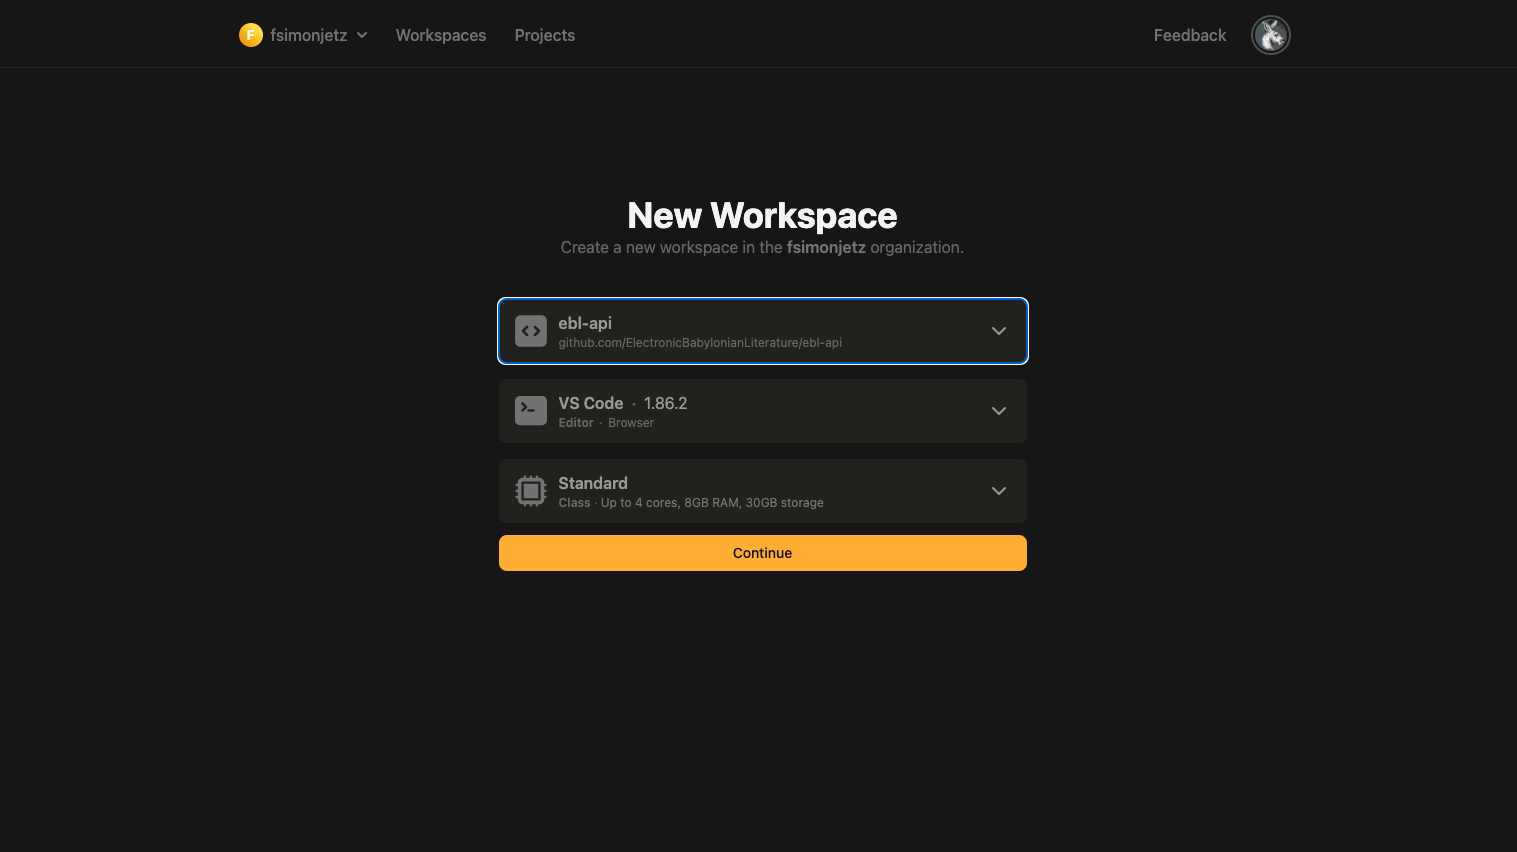 F fsimonjetz Workspaces Projects Feedback
New Workspace
Create a new workspace in the fsimonjetz organization.
ebl-api
github.com/ElectronicBabylonianLiterature/ebl-api
VS Code · 1.86.2
Editor · Browser
Standard
Class · Up to 4 cores, 8GB RAM, 30GB storage
Continue